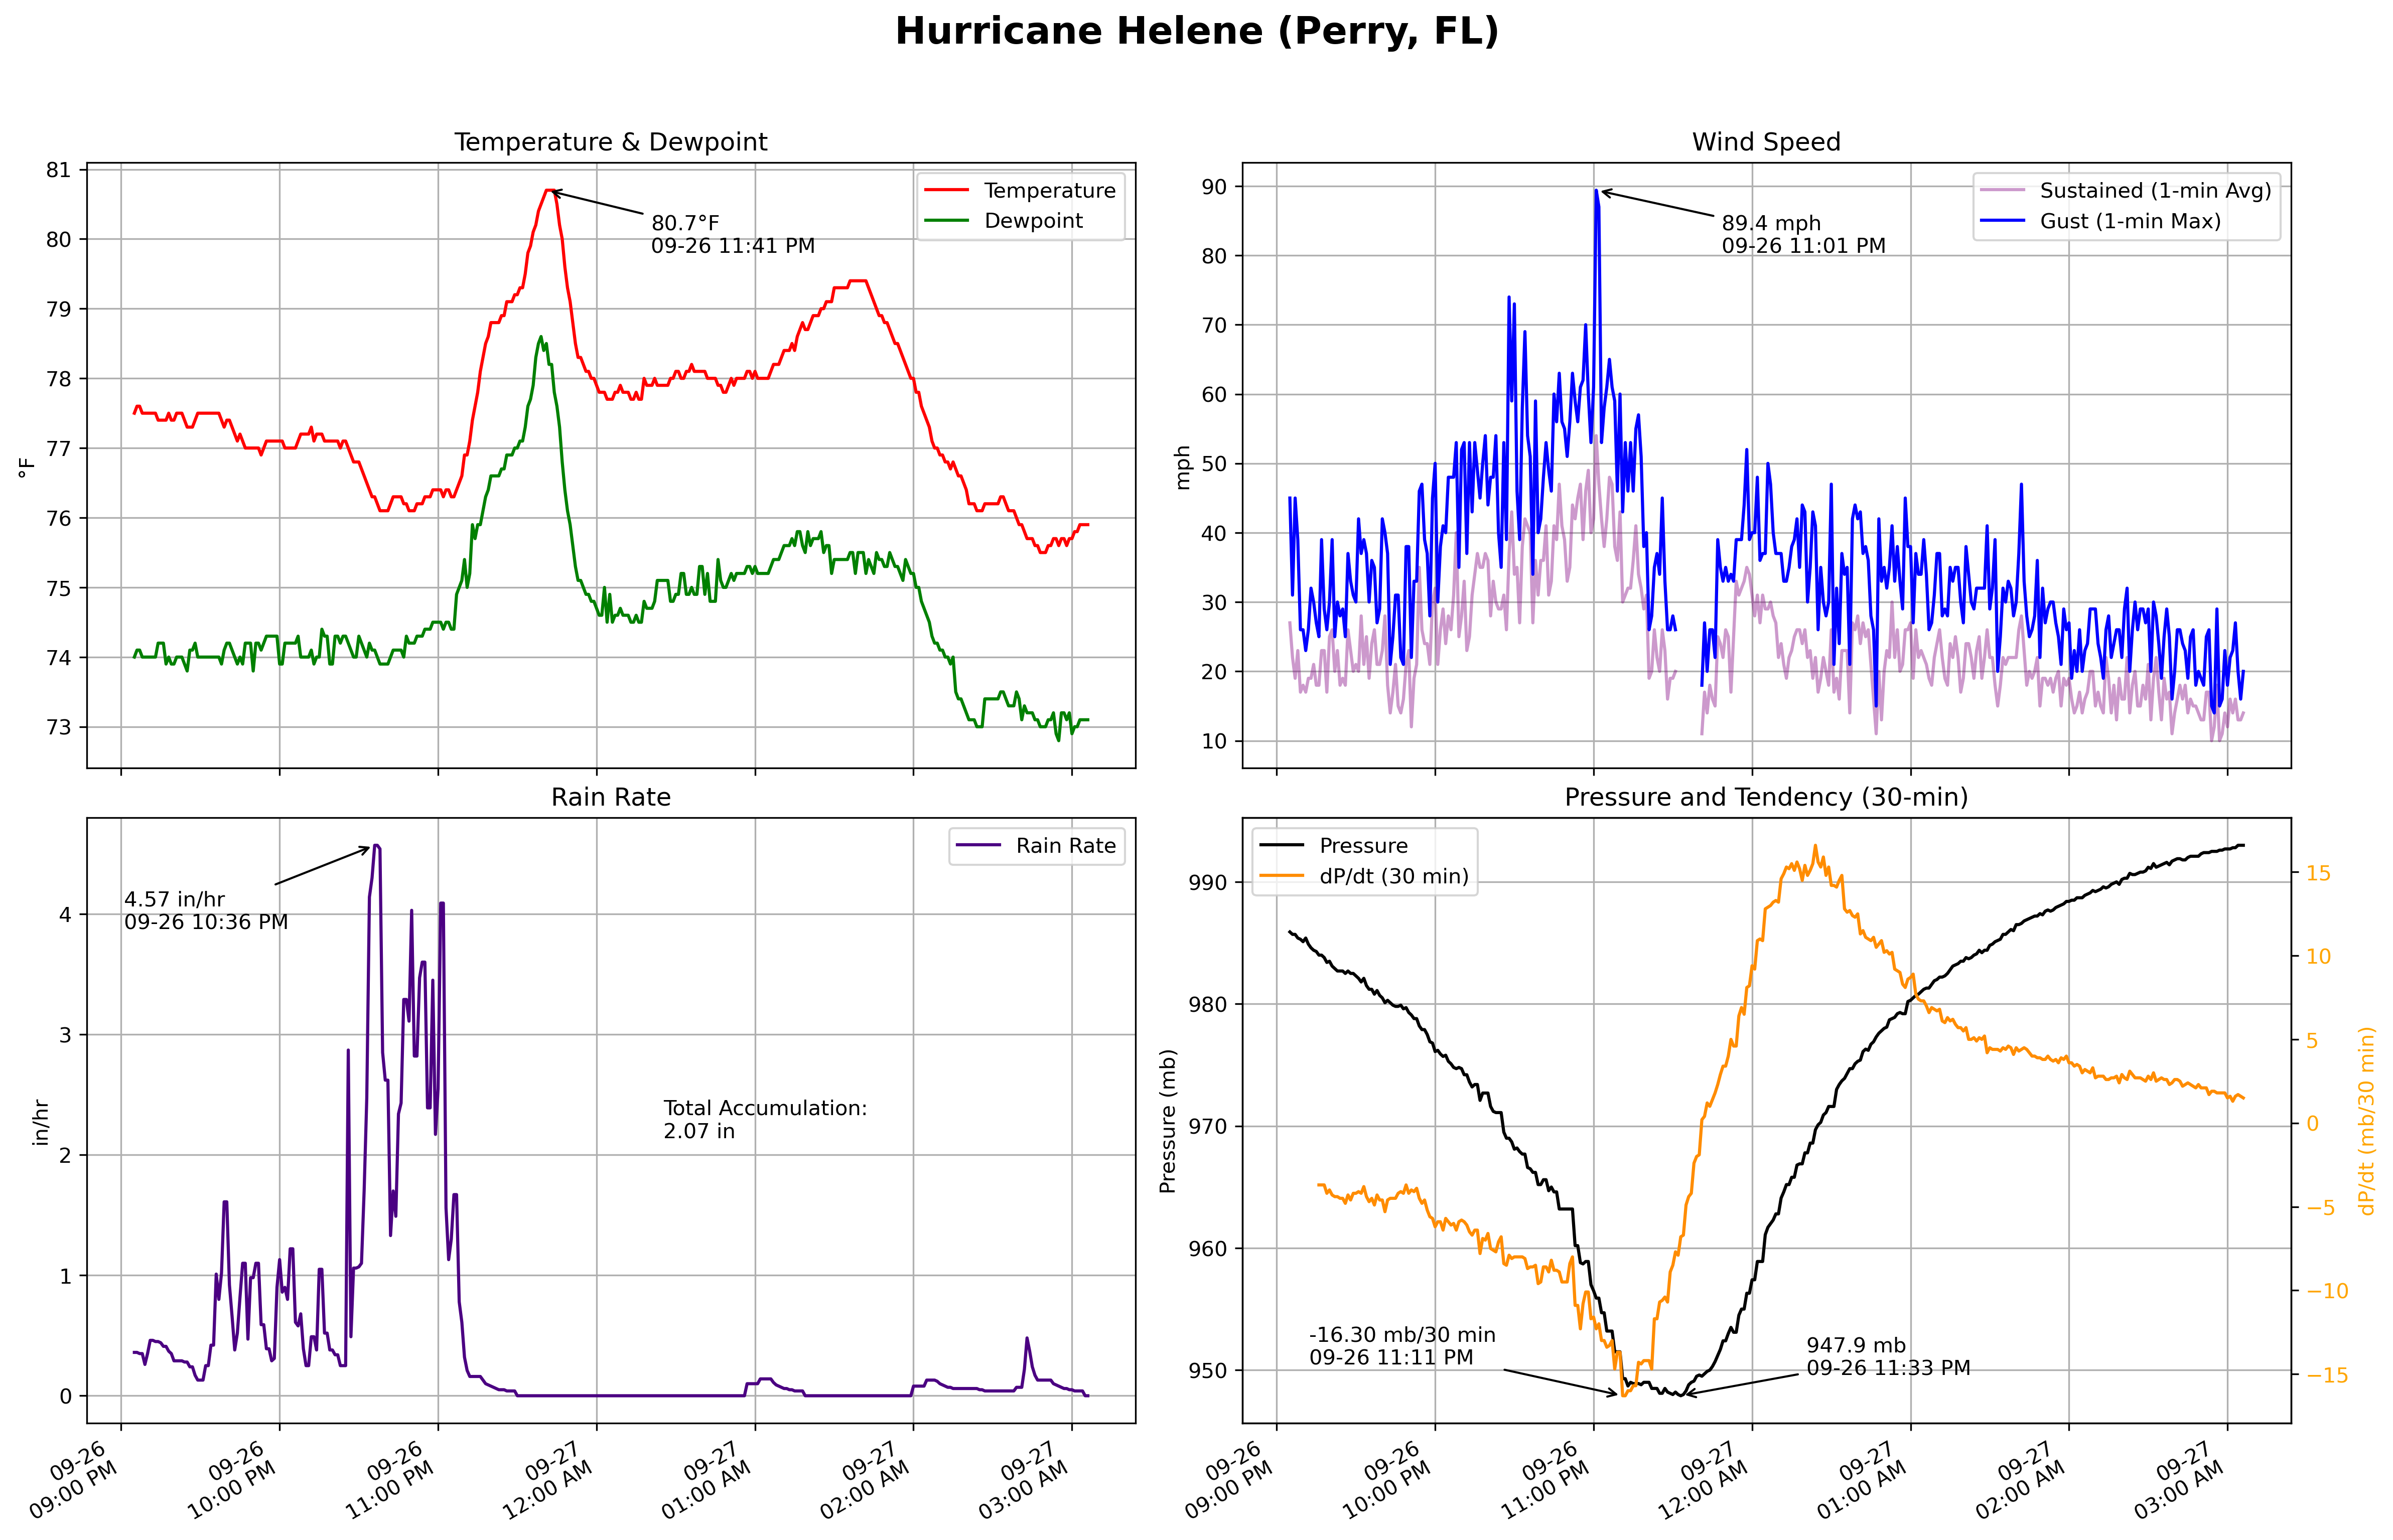 Hurricane Helene (Perry, FL)
Temperature & Dewpoint
81
80
79
78
77
76
75
74
73
°F
Temperature
Dewpoint
80.7°F
09-26 11:41 PM
Wind Speed
90
80
70
60
50
40
30
20
10
mph
Sustained (1-min Avg)
Gust (1-min Max)
89.4 mph
09-26 11:01 PM
Rain Rate
4
3
2
1
0
in/hr
Rain Rate
4.57 in/hr
09-26 10:36 PM
Total Accumulation:
2.07 in
09-26
09:00 PM
09-26
10:00 PM
09-26
11:00 PM
09-27
12:00 AM
09-27
01:00 AM
09-27
02:00 AM
09-27
03:00 AM
Pressure and Tendency (30-min)
990
980
970
960
950
Pressure (mb)
Pressure
dP/dt (30 min)
-16.30 mb/30 min
09-26 11:11 PM
947.9 mb
09-26 11:33 PM
15
10
5
0
−5
−10
−15
dP/dt (mb/30 min)
09-26
09:00 PM
09-26
10:00 PM
09-26
11:00 PM
09-27
12:00 AM
09-27
01:00 AM
09-27
02:00 AM
09-27
03:00 AM